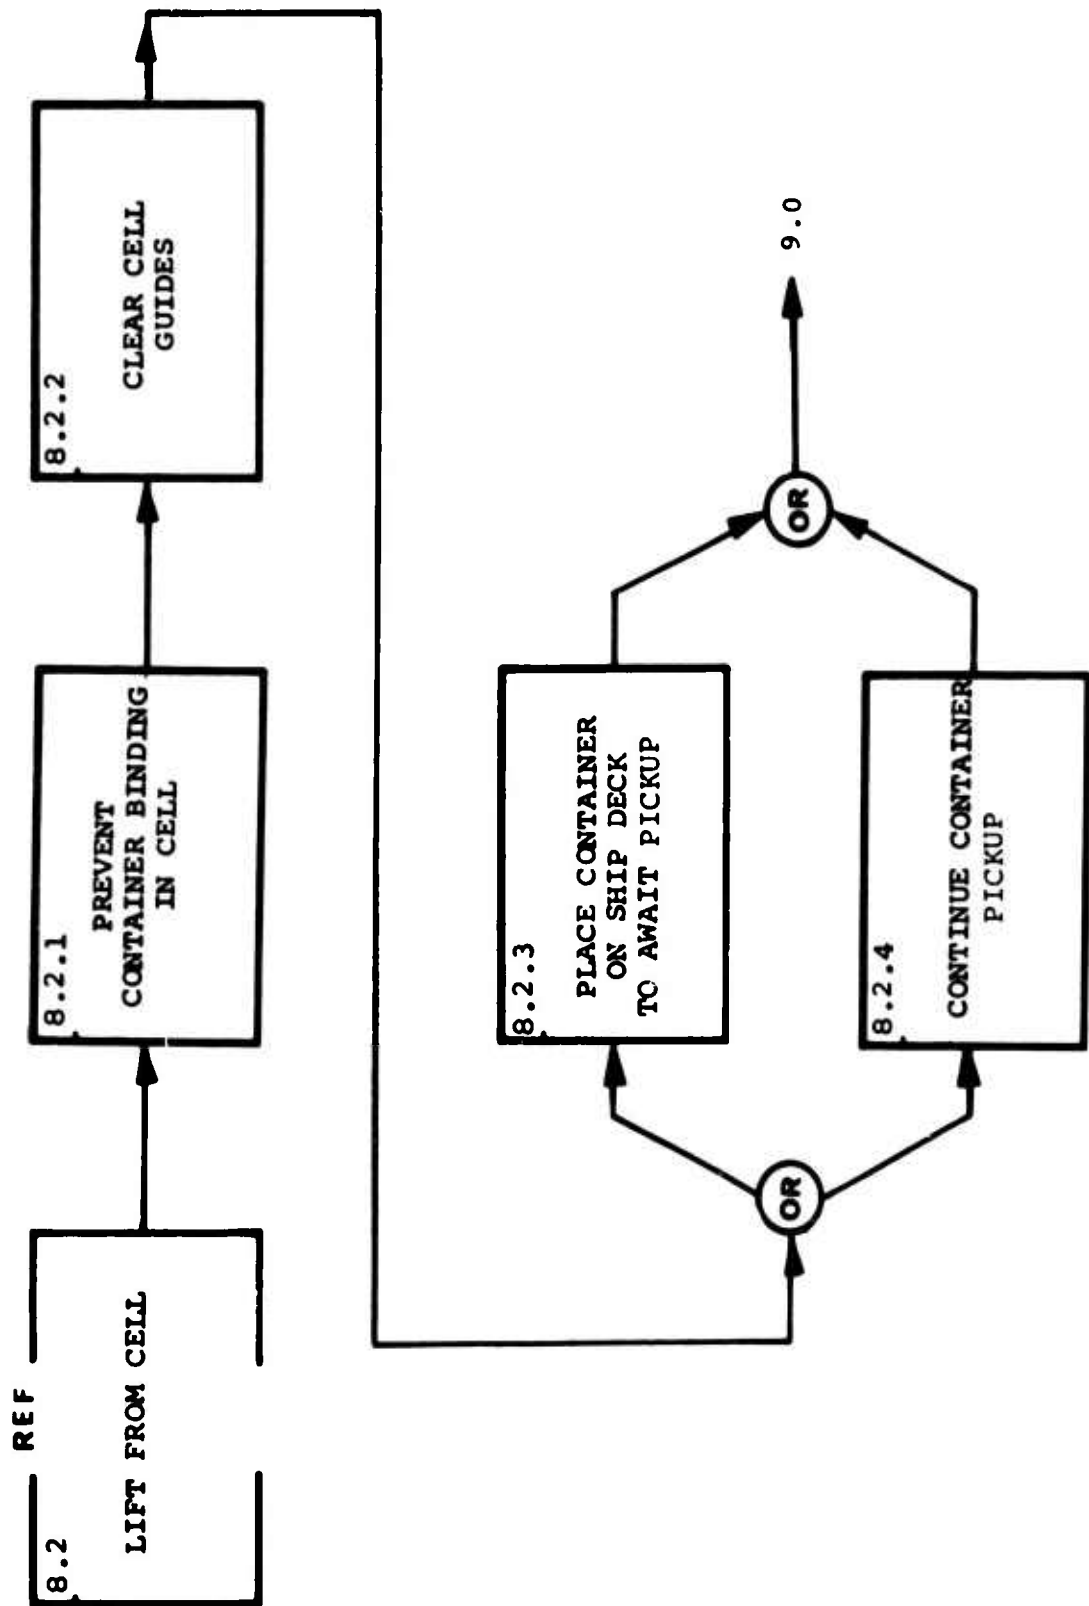 REF
8.2
LIFT FROM CELL
8.2.1
PREVENT
CONTAINER BINDING
IN CELL
8.2.2
CLEAR CELL
GUIDES
OR
8.2.3
PLACE CONTAINER
ON SHIP DECK
TO AWAIT PICKUP
8.2.4
CONTINUE CONTAINER
PICKUP
OR
9.0